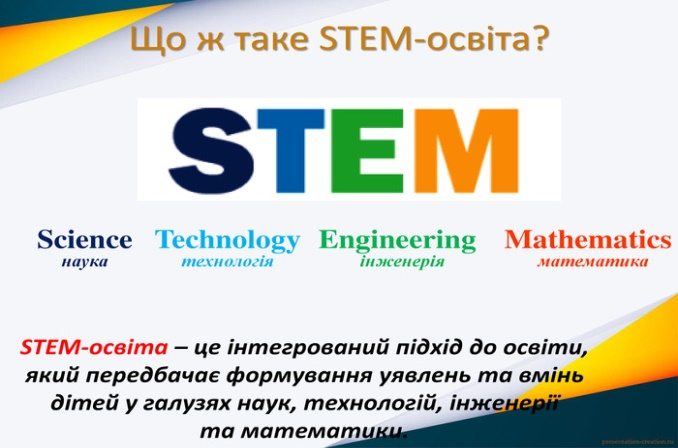 Що ж таке STEM-освіта?
STEM
Science Technology Engineering Mathematics
наука технологія інженерія математика
STEM-освіта – це інтегрований підхід до освіти,
який передбачає формування уявлень та вмінь
дітей у галузях наук, технологій, інженерії
та математики.
presentation-creation.ru